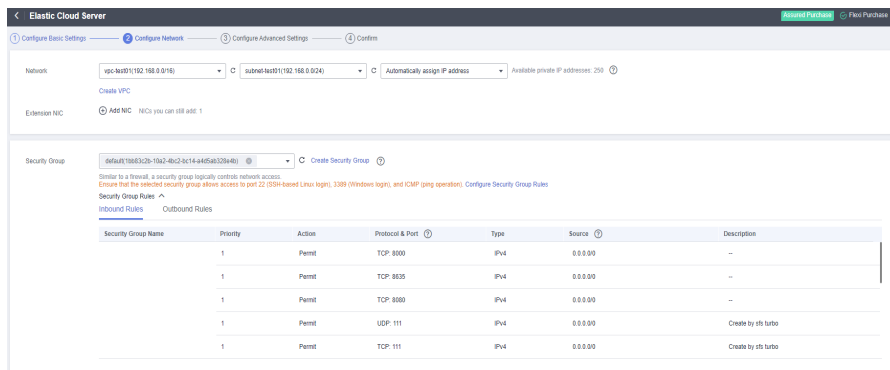 Elastic Cloud Server Assured Purchase Flexi Purchase
1 Configure Basic Settings 2 Configure Network 3 Configure Advanced Settings 4 Confirm
Network vpc-test01(192.168.0.0/16) subnet-test01(192.168.0.0/24) Automatically assign IP address Available private IP addresses: 250
Create VPC
Extension NIC Add NIC NICs you can still add: 1
Security Group default(1bb83c2b-10a2-4bc2-bc14-a4d5ab328e4b) Create Security Group
Similar to a firewall, a security group logically controls network access.
Ensure that the selected security group allows access to port 22 (SSH-based Linux login), 3389 (Windows login), and ICMP (ping operation). Configure Security Group Rules
Security Group Rules
Inbound Rules Outbound Rules
Security Group Name Priority Action Protocol & Port Type Source Description
1 Permit TCP: 8000 IPv4 0.0.0.0/0 --
1 Permit TCP: 8635 IPv4 0.0.0.0/0 --
1 Permit TCP: 8080 IPv4 0.0.0.0/0 --
1 Permit UDP: 111 IPv4 0.0.0.0/0 Create by sfs turbo
1 Permit TCP: 111 IPv4 0.0.0.0/0 Create by sfs turbo